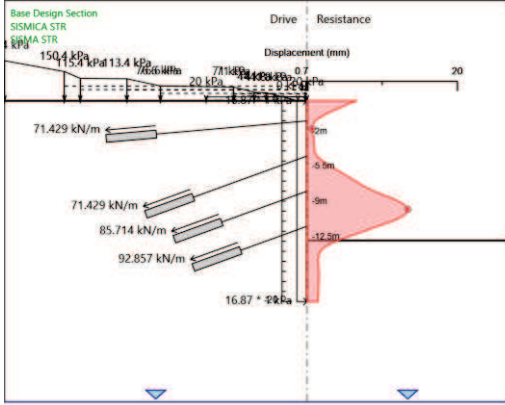 Base Design Section
SISMICA STR
SISMA STR
Drive
Resistance
Displacement (mm)
150.4 kPa
115.4 kPa
113.4 kPa
20 kPa
0.7
20
71.429 kN/m
-2m
-5.5m
71.429 kN/m
-9m
85.714 kN/m
-12.5m
92.857 kN/m